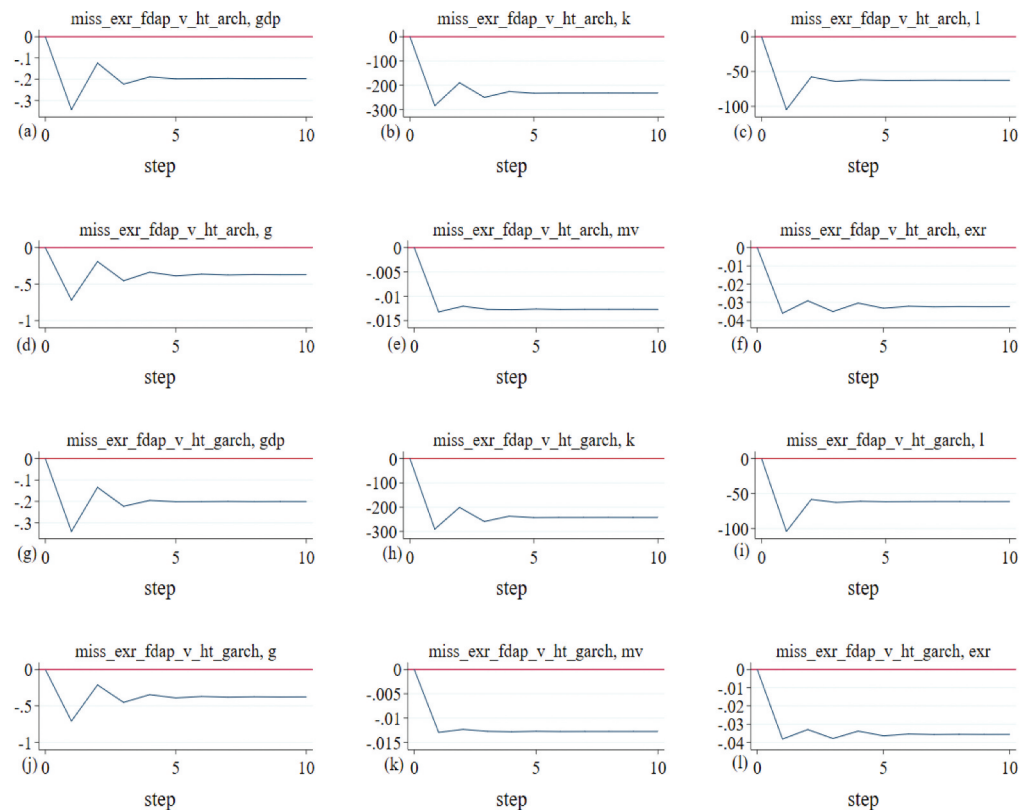 miss_exr_fdap_v_ht_arch, gdp
0
-.1
-.2
-.3
(a)
0
5
10
step
miss_exr_fdap_v_ht_arch, k
0
-100
-200
-300
(b)
0
5
10
step
miss_exr_fdap_v_ht_arch, l
0
-50
-100
(c)
0
5
10
step
miss_exr_fdap_v_ht_arch, g
0
-.5
-1
(d)
0
5
10
step
miss_exr_fdap_v_ht_arch, mv
0
-.005
-.01
-.015
(e)
0
5
10
step
miss_exr_fdap_v_ht_arch, exr
0
-.01
-.02
-.03
-.04
(f)
0
5
10
step
miss_exr_fdap_v_ht_garch, gdp
0
-.1
-.2
-.3
(g)
0
5
10
step
miss_exr_fdap_v_ht_garch, k
0
-100
-200
-300
(h)
0
5
10
step
miss_exr_fdap_v_ht_garch, l
0
-50
-100
(i)
0
5
10
step
miss_exr_fdap_v_ht_garch, g
0
-.5
-1
(j)
0
5
10
step
miss_exr_fdap_v_ht_garch, mv
0
-.005
-.01
-.015
(k)
0
5
10
step
miss_exr_fdap_v_ht_garch, exr
0
-.01
-.02
-.03
-.04
(l)
0
5
10
step